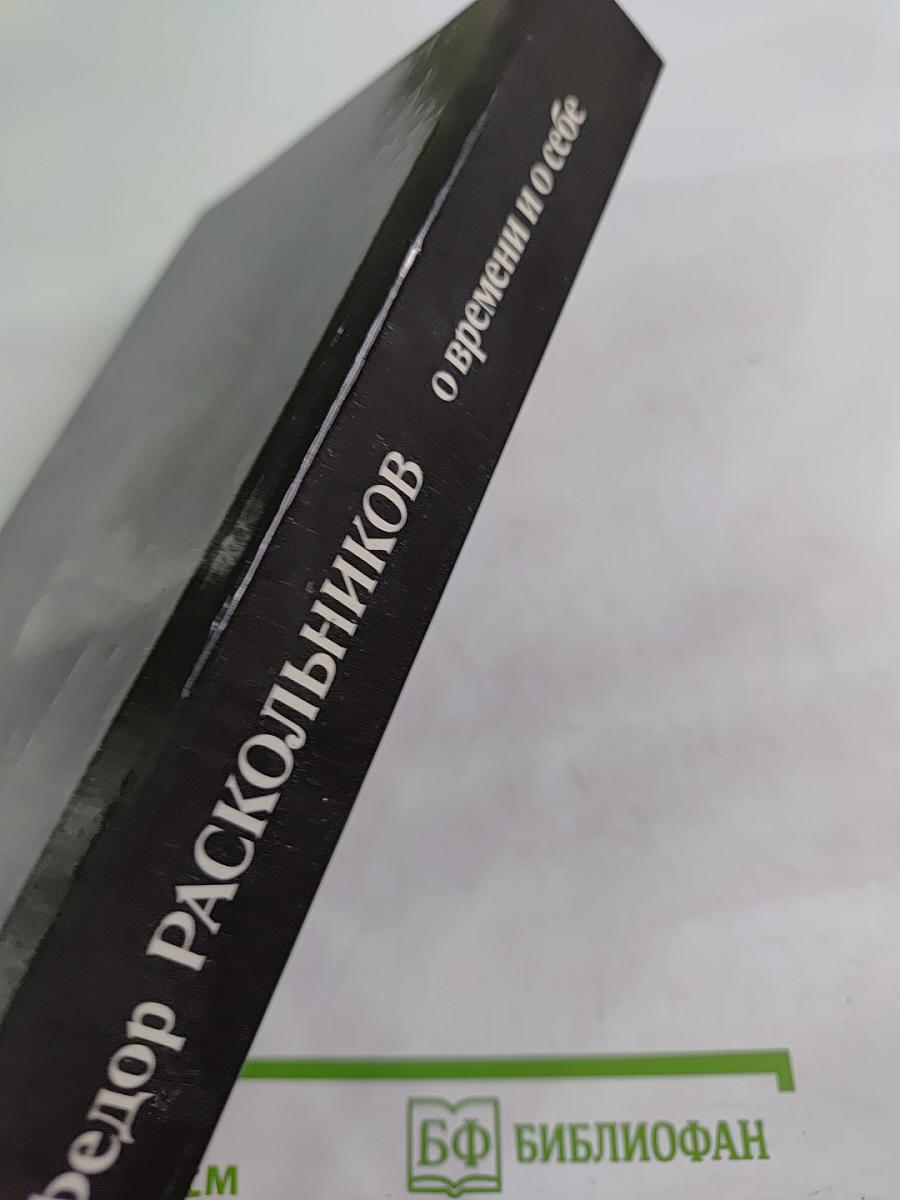 федор РАСКОЛЬНИКОВ о времени и о себе
БФ БИБЛИОФАН